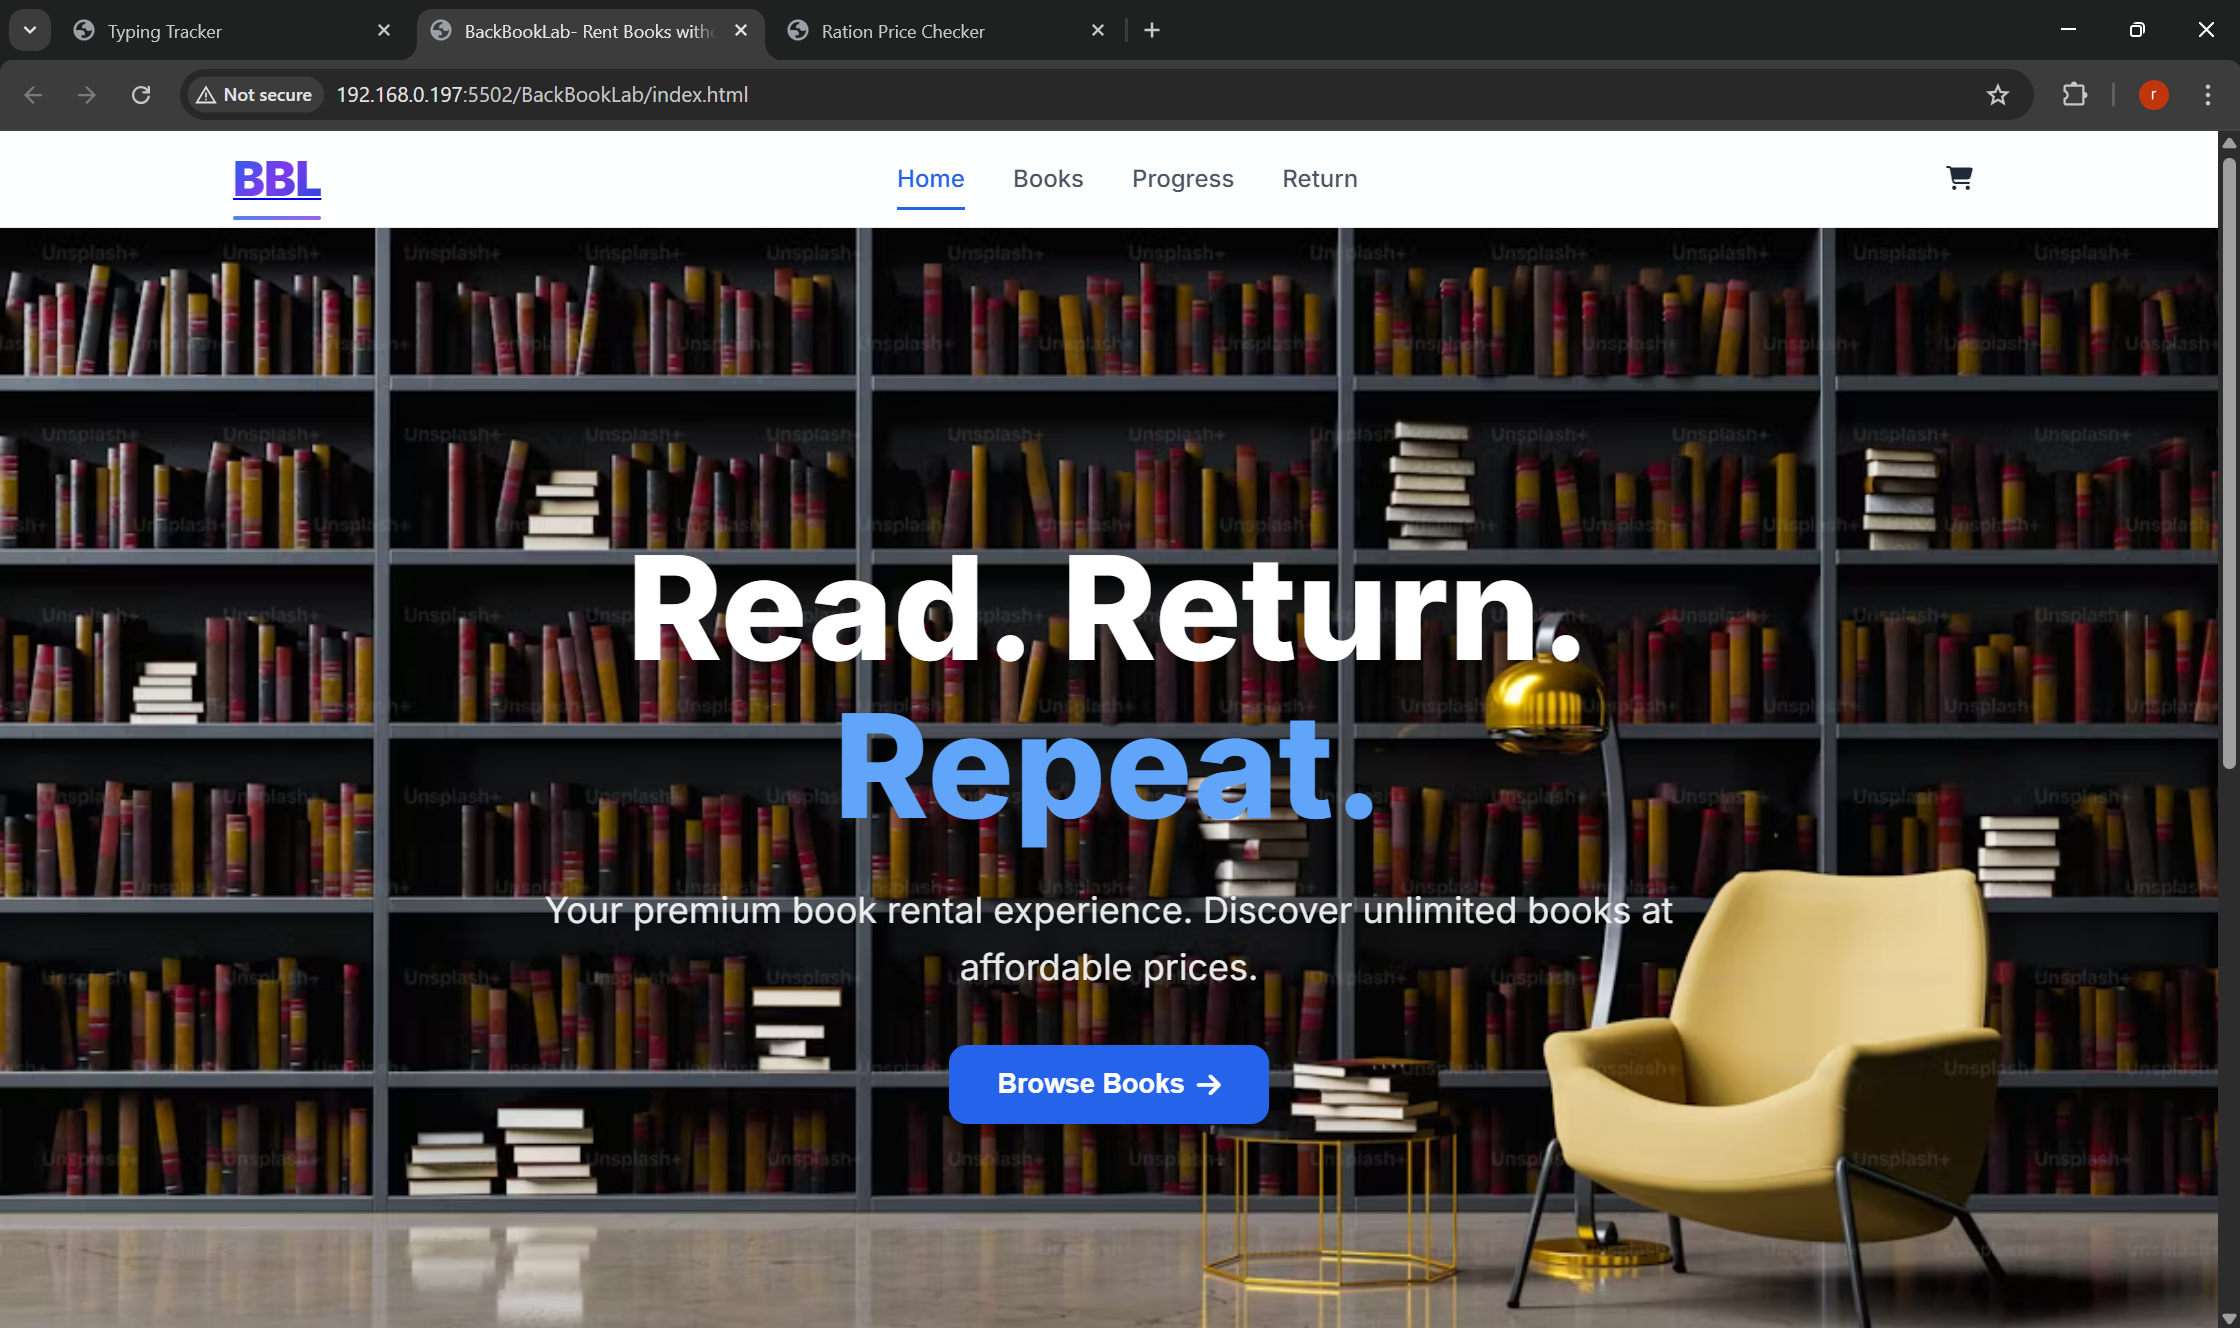 Typing Tracker
BackBookLab- Rent Books with
Ration Price Checker
Not secure
192.168.0.197:5502/BackBookLab/index.html
r
BBL
Home
Books
Progress
Return
Unsplash+
Read. Return.
Repeat.
Your premium book rental experience. Discover unlimited books at
affordable prices.
Browse Books →